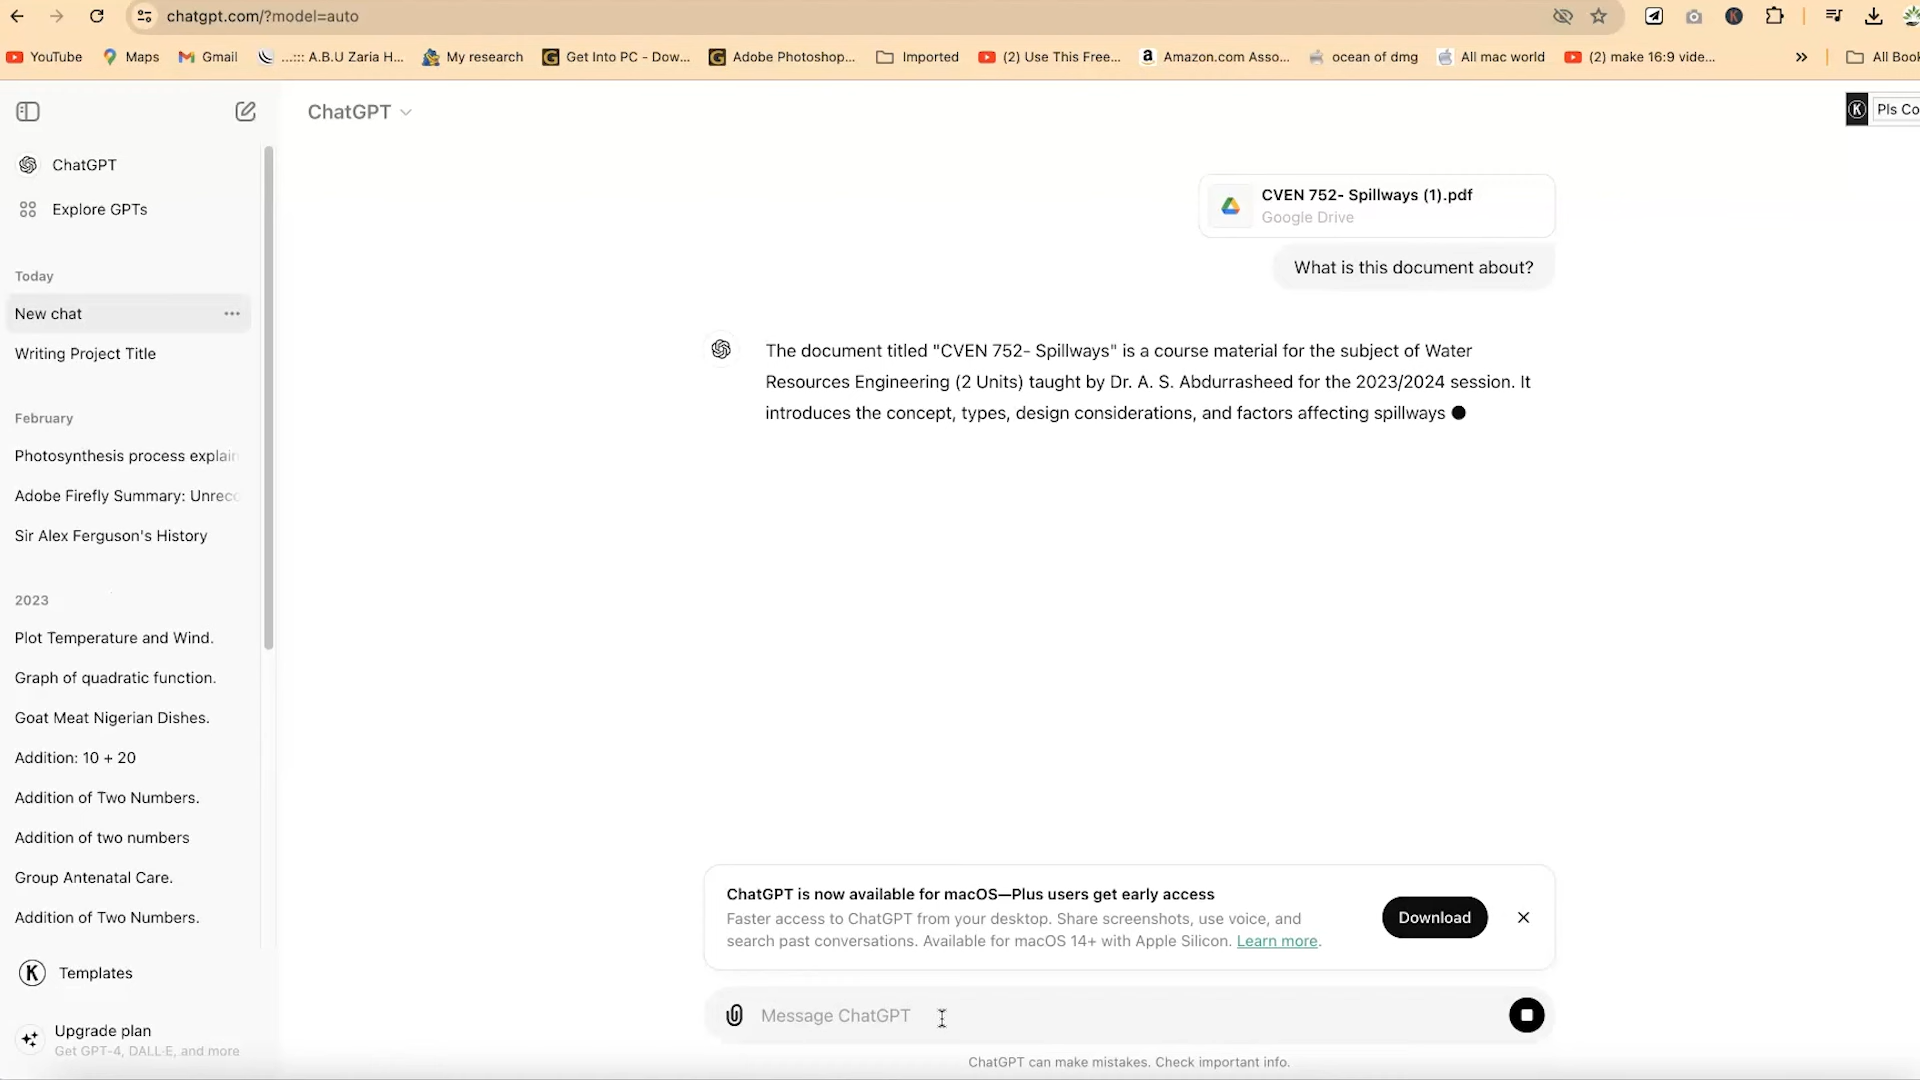 chatgpt.com/?model=auto
YouTube Maps Gmail ...::: A.B.U Zaria H... My research Get Into PC - Dow... Adobe Photoshop... Imported (2) Use This Free... Amazon.com Asso... ocean of dmg All mac world (2) make 16:9 vide... » All Book
ChatGPT
K Pls Co
ChatGPT
Explore GPTs
Today
New chat
Writing Project Title
February
Photosynthesis process explain
Adobe Firefly Summary: Unreco
Sir Alex Ferguson's History
2023
Plot Temperature and Wind.
Graph of quadratic function.
Goat Meat Nigerian Dishes.
Addition: 10 + 20
Addition of Two Numbers.
Addition of two numbers
Group Antenatal Care.
Addition of Two Numbers.
K Templates
Upgrade plan
Get GPT-4, DALL·E, and more
CVEN 752- Spillways (1).pdf
Google Drive
What is this document about?
The document titled "CVEN 752- Spillways" is a course material for the subject of Water
Resources Engineering (2 Units) taught by Dr. A. S. Abdurrasheed for the 2023/2024 session. It
introduces the concept, types, design considerations, and factors affecting spillways
ChatGPT is now available for macOS—Plus users get early access
Faster access to ChatGPT from your desktop. Share screenshots, use voice, and
search past conversations. Available for macOS 14+ with Apple Silicon. Learn more.
Download
Message ChatGPT
ChatGPT can make mistakes. Check important info.